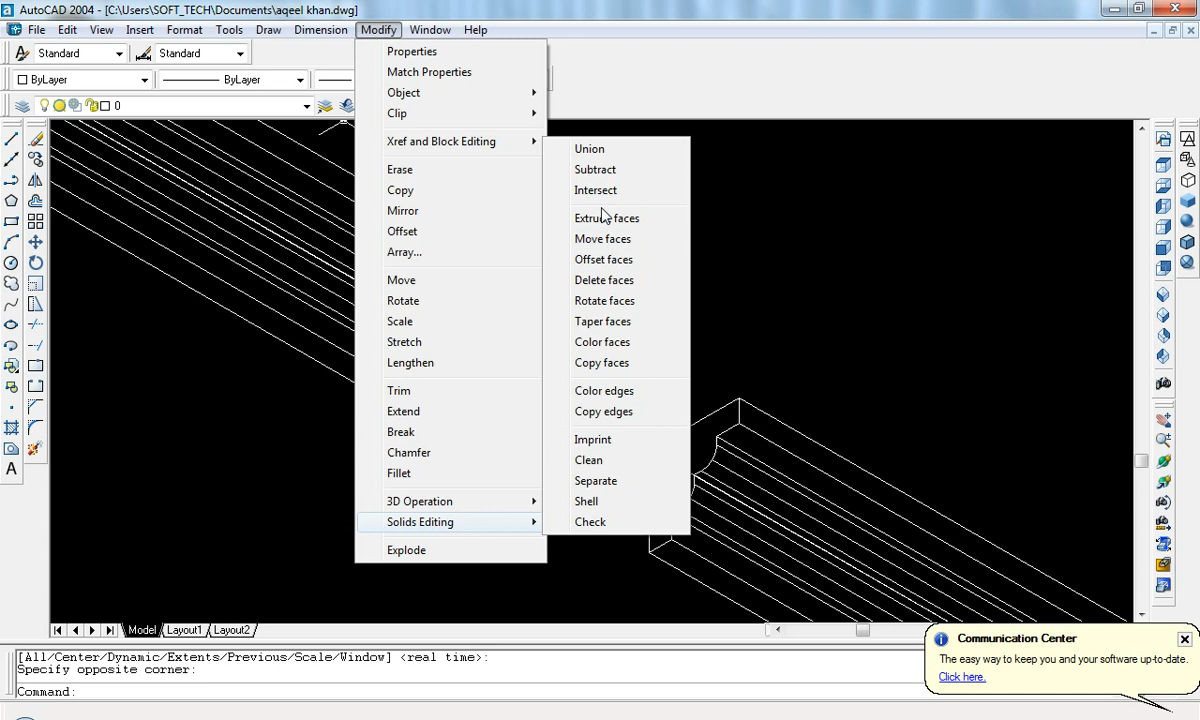 AutoCAD 2004 - [C:\Users\SOFT_TECH\Documents\aqeel khan.dwg]
File Edit View Insert Format Tools Draw Dimension Modify Window Help
Standard Standard
ByLayer ByLayer
0
Properties
Match Properties
Object
Clip
Xref and Block Editing
Erase
Copy
Mirror
Offset
Array...
Move
Rotate
Scale
Stretch
Lengthen
Trim
Extend
Break
Chamfer
Fillet
3D Operation
Solids Editing
Explode
Union
Subtract
Intersect
Extrude faces
Move faces
Offset faces
Delete faces
Rotate faces
Taper faces
Color faces
Copy faces
Color edges
Copy edges
Imprint
Clean
Separate
Shell
Check
A
Model Layout1 Layout2
[All/Center/Dynamic/Extents/Previous/Scale/Window] <real time>:
Specify opposite corner:
Command:
Communication Center
The easy way to keep you and your software up-to-date.
Click here.